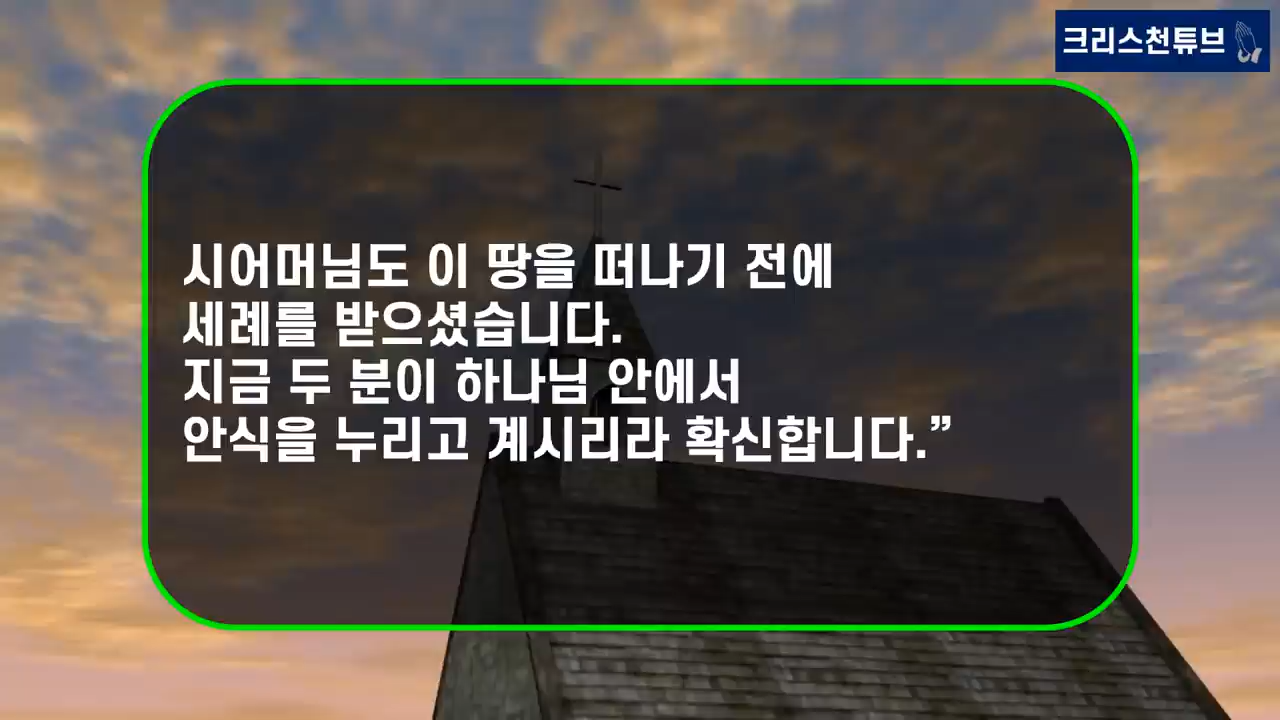 크리스천튜브
시어머님도 이 땅을 떠나기 전에
세례를 받으셨습니다.
지금 두 분이 하나님 안에서
안식을 누리고 계시리라 확신합니다.”